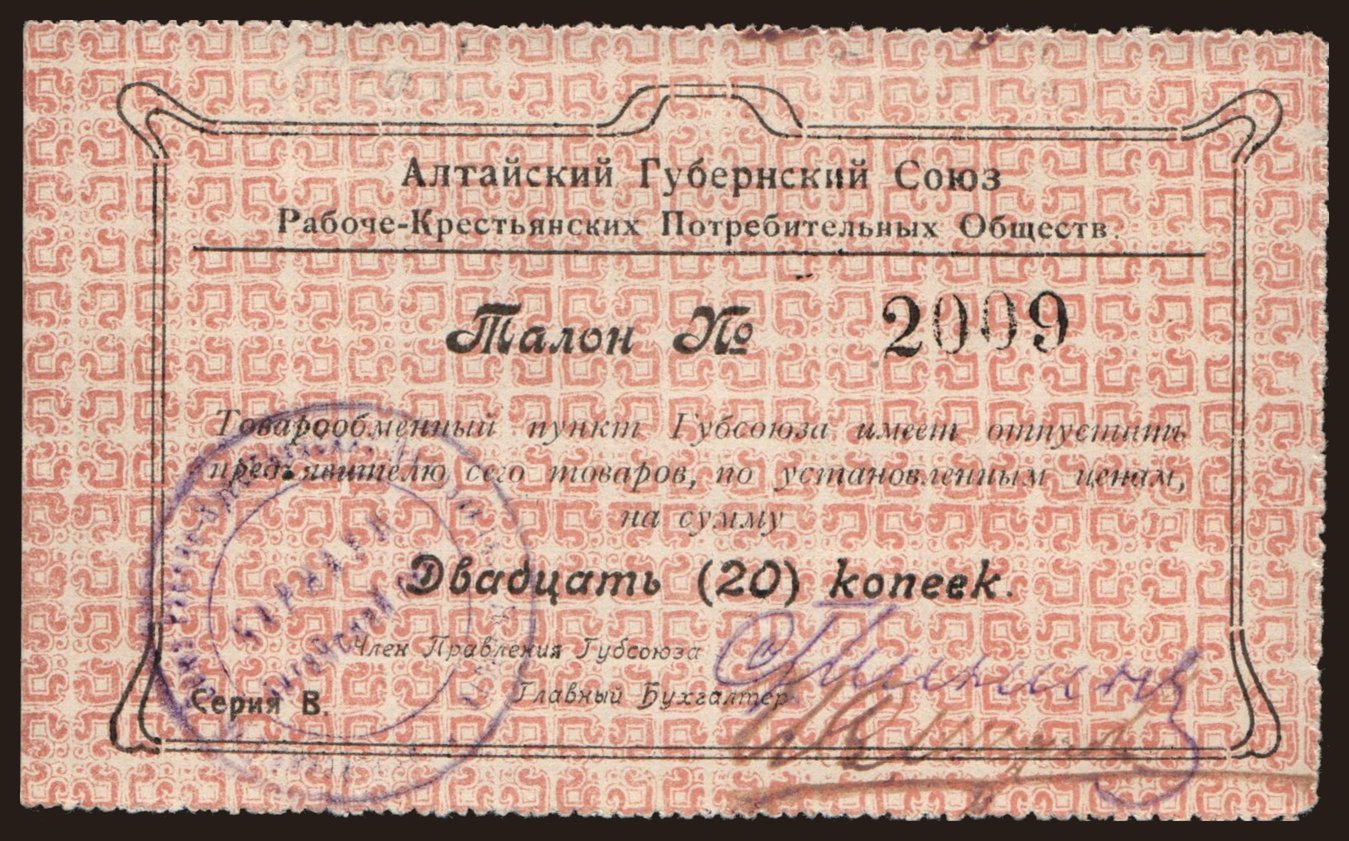 Алтайский Губернский Союз
Рабоче-Крестьянских Потребительных Обществ.
Талон № 2009
Товарообменный пункт Губсоюза имеет отпустить
предъявителю сего товаров, по установленным ценам,
на сумму
Двадцать (20) копеек.
Член Правления Губсоюза
Главный Бухгалтер
Серия В.